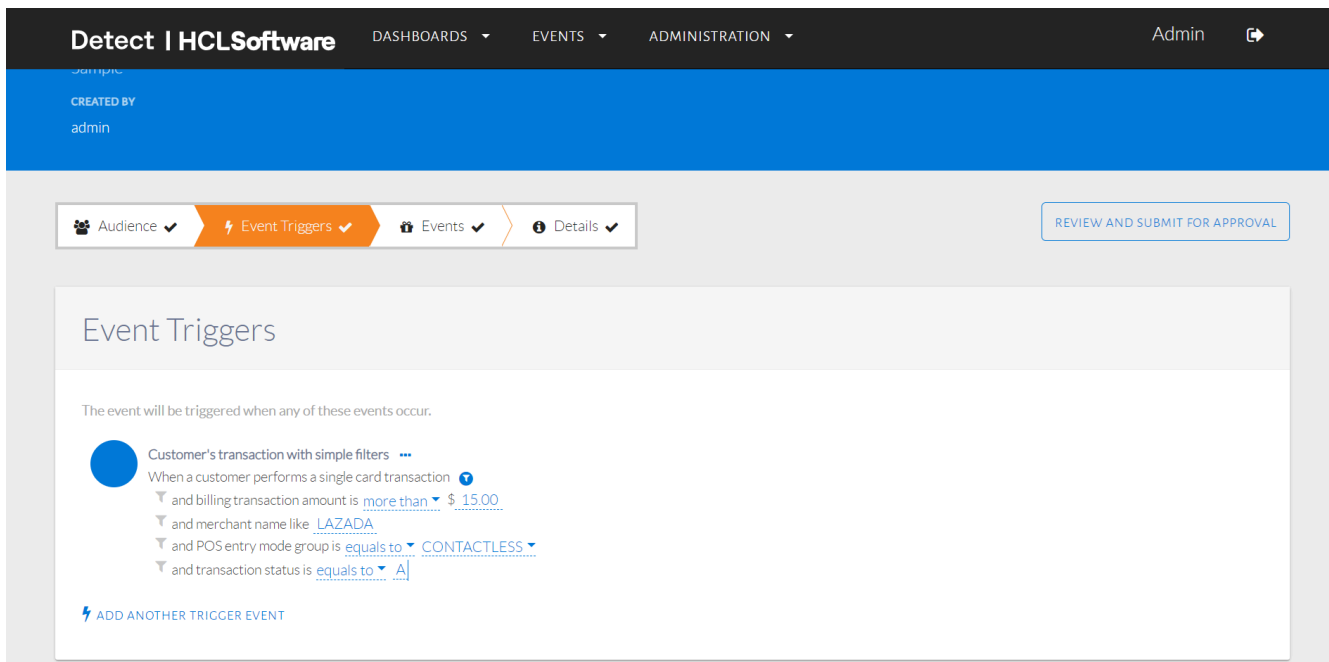 Detect | HCLSoftware DASHBOARDS EVENTS ADMINISTRATION Admin
Sample
CREATED BY
admin
Audience Event Triggers Events Details REVIEW AND SUBMIT FOR APPROVAL
Event Triggers
The event will be triggered when any of these events occur.
Customer's transaction with simple filters ...
When a customer performs a single card transaction
and billing transaction amount is more than $ 15.00
and merchant name like LAZADA
and POS entry mode group is equals to CONTACTLESS
and transaction status is equals to A
ADD ANOTHER TRIGGER EVENT